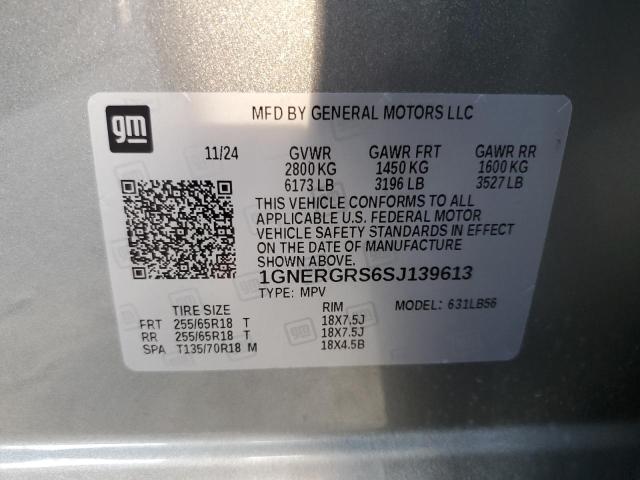 gm
MFD BY GENERAL MOTORS LLC
11/24 GVWR GAWR FRT GAWR RR
2800 KG 1450 KG 1600 KG
6173 LB 3196 LB 3527 LB
THIS VEHICLE CONFORMS TO ALL
APPLICABLE U.S. FEDERAL MOTOR
VEHICLE SAFETY STANDARDS IN EFFECT
ON THE DATE OF MANUFACTURE
SHOWN ABOVE.
1GNERGRS6SJ139613
TYPE: MPV MODEL: 631LB56
TIRE SIZE RIM
FRT 255/65R18 T 18X7.5J
RR 255/65R18 T 18X7.5J
SPA T135/70R18 M 18X4.5B